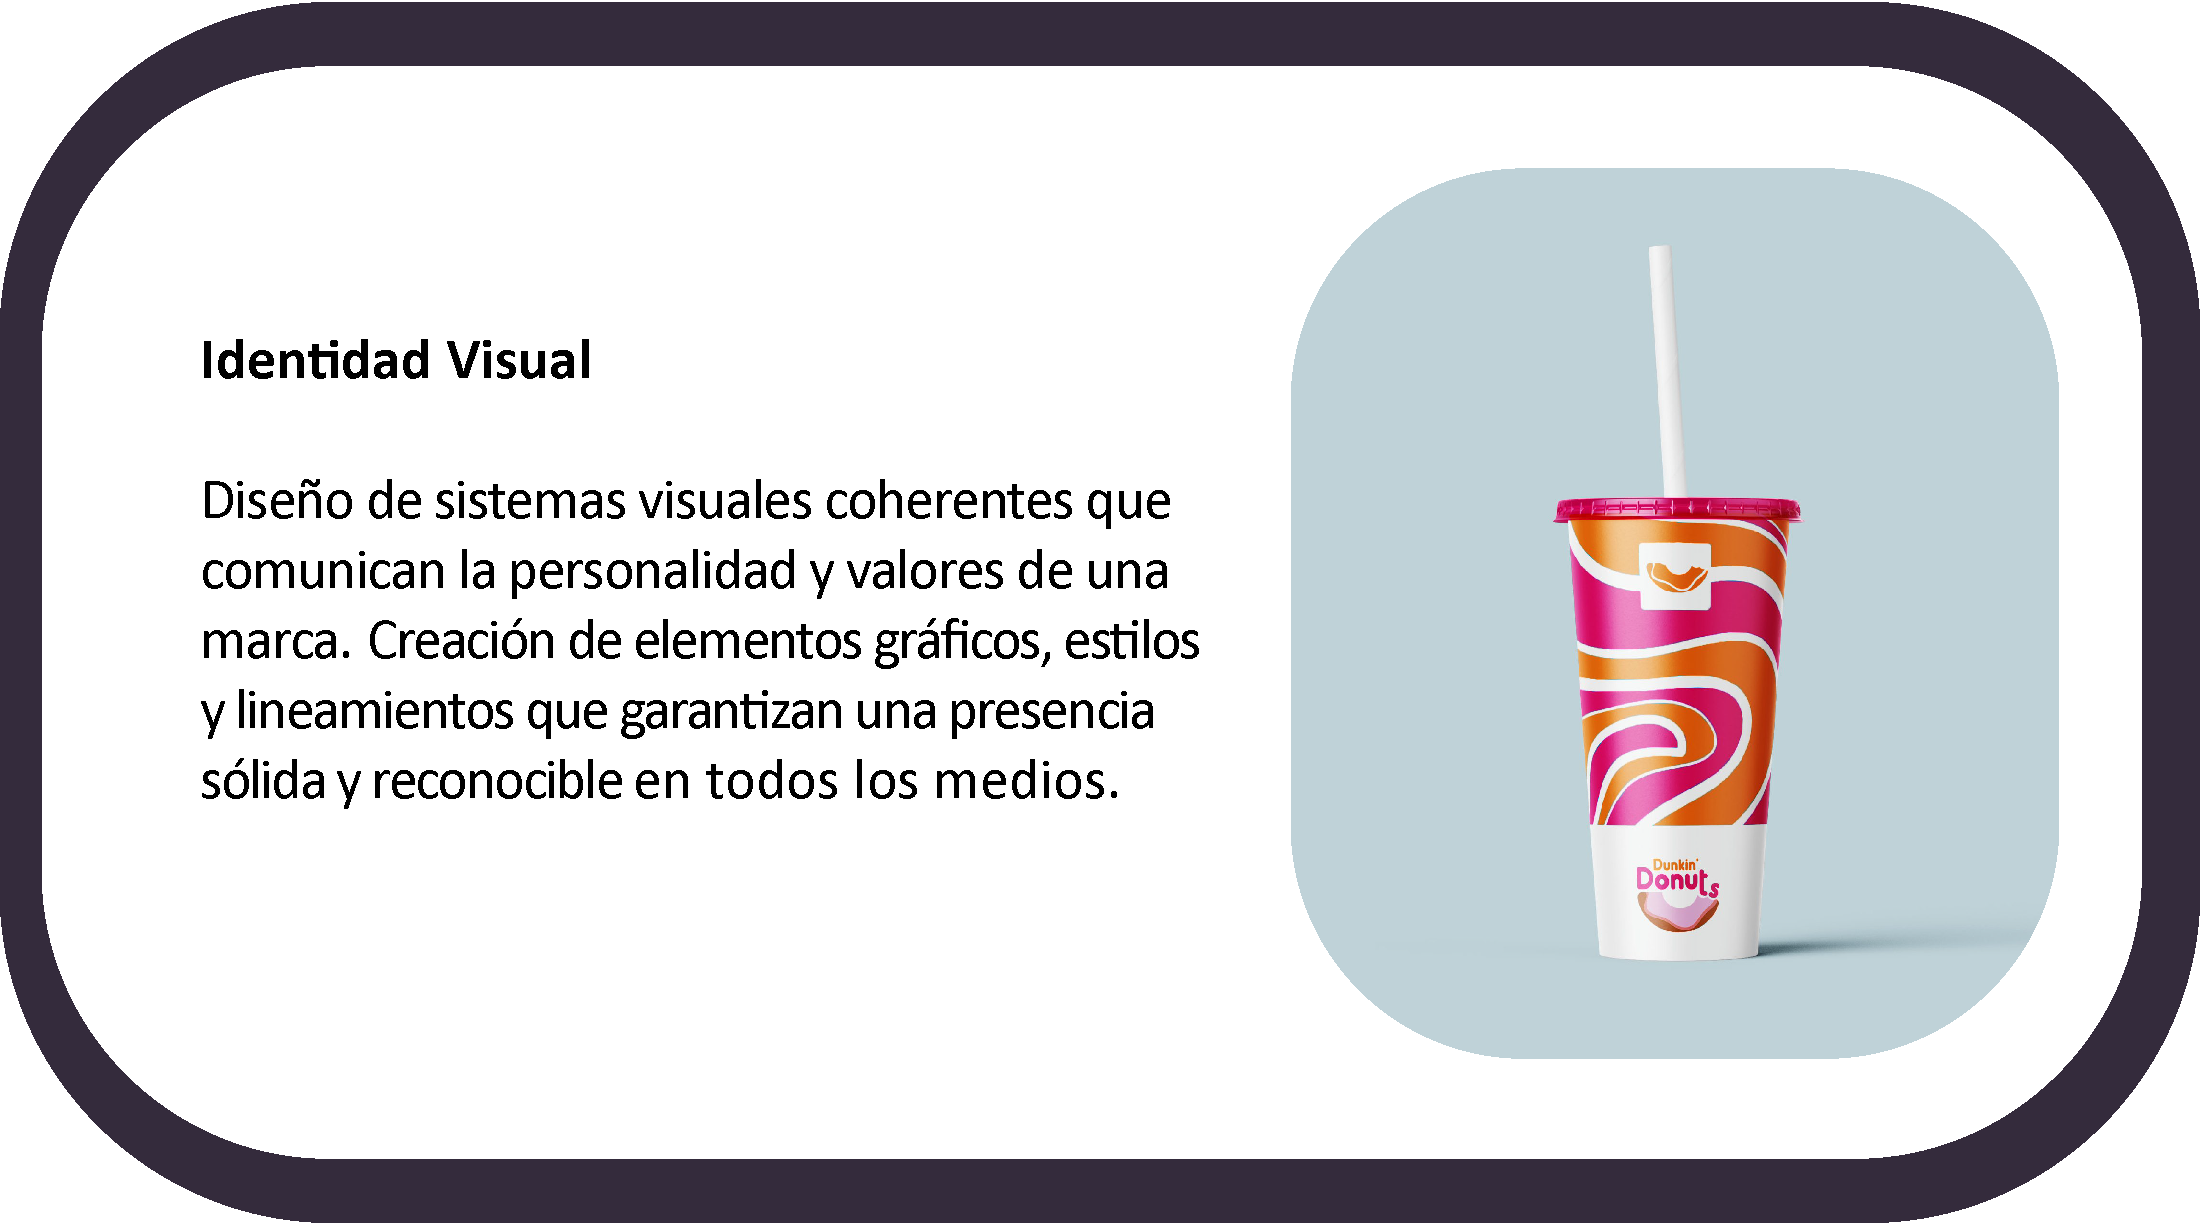 Identidad Visual
Diseño de sistemas visuales coherentes que
comunican la personalidad y valores de una
marca. Creación de elementos gráficos, estilos
y lineamientos que garantizan una presencia
sólida y reconocible en todos los medios.
Dunkin'
Donuts